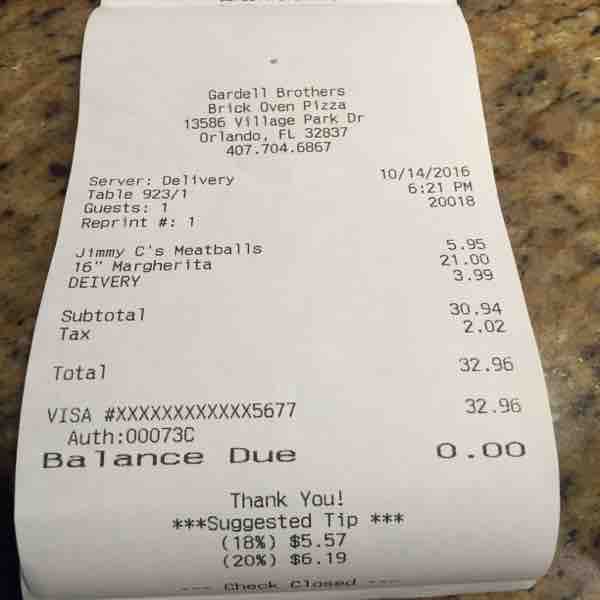 Gardell Brothers
Brick Oven Pizza
13586 Village Park Dr
Orlando, FL 32837
407.704.6867
Server: Delivery 10/14/2016
Table 923/1 6:21 PM
Guests: 1 20018
Reprint #: 1
Jimmy C's Meatballs 5.95
16" Margherita 21.00
DEIVERY 3.99
Subtotal 30.94
Tax 2.02
Total 32.96
VISA #XXXXXXXXXXXX5677 32.96
Auth:00073C
Balance Due 0.00
Thank You!
***Suggested Tip ***
(18%) $5.57
(20%) $6.19
--- Check Closed ---